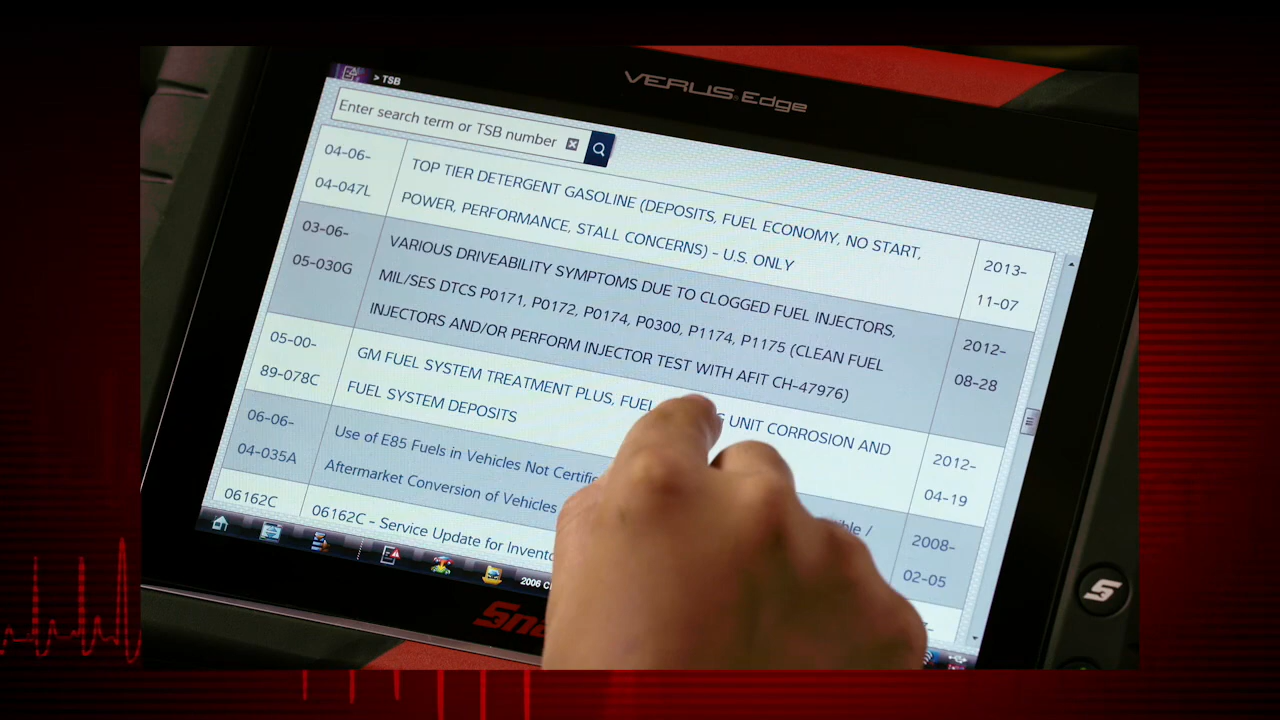 VERUS Edge
> TSB
Enter search term or TSB number
04-06-
04-047L
TOP TIER DETERGENT GASOLINE (DEPOSITS, FUEL ECONOMY, NO START,
POWER, PERFORMANCE, STALL CONCERNS) - U.S. ONLY
2013-
11-07
03-06-
05-030G
VARIOUS DRIVEABILITY SYMPTOMS DUE TO CLOGGED FUEL INJECTORS,
MIL/SES DTCS P0171, P0172, P0174, P0300, P1174, P1175 (CLEAN FUEL
INJECTORS AND/OR PERFORM INJECTOR TEST WITH AFIT CH-47976)
2012-
08-28
05-00-
89-078C
GM FUEL SYSTEM TREATMENT PLUS, FUEL UNIT CORROSION AND
FUEL SYSTEM DEPOSITS
2012-
04-19
06-06-
04-035A
Use of E85 Fuels in Vehicles Not /
Aftermarket Conversion of Vehicles
2008-
02-05
06162C
06162C - Service Update for
2006
S